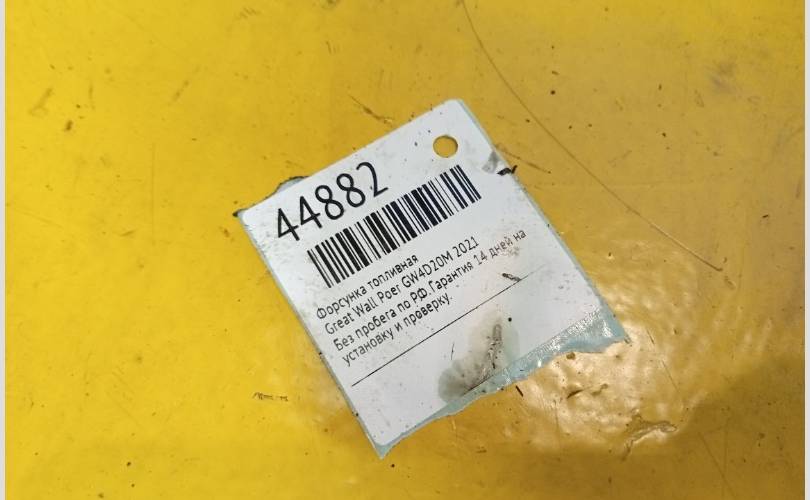 44882
Форсунка топливная
Great Wall Poer GW4D20M 2021
Без пробега по РФ.Гарантия 14 дней на
установку и проверку.